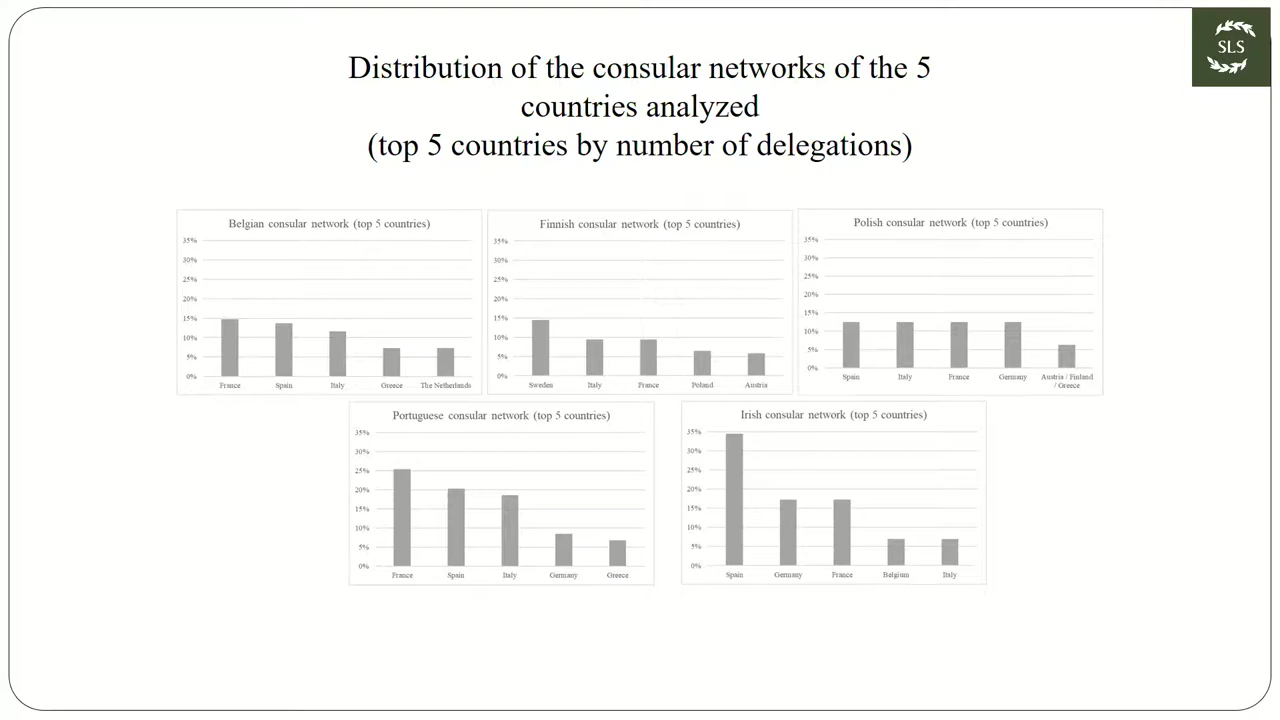 SLS
Distribution of the consular networks of the 5
countries analyzed
(top 5 countries by number of delegations)
Belgian consular network (top 5 countries)
35%
30%
25%
20%
15%
10%
5%
0%
France Spain Italy Greece The Netherlands
Finnish consular network (top 5 countries)
35%
30%
25%
20%
15%
10%
5%
0%
Sweden Italy France Poland Austria
Polish consular network (top 5 countries)
35%
30%
25%
20%
15%
10%
5%
0%
Spain Italy France Germany Austria / Finland
/ Greece
Portuguese consular network (top 5 countries)
35%
30%
25%
20%
15%
10%
5%
0%
France Spain Italy Germany Greece
Irish consular network (top 5 countries)
35%
30%
25%
20%
15%
10%
5%
0%
Spain Germany France Belgium Italy